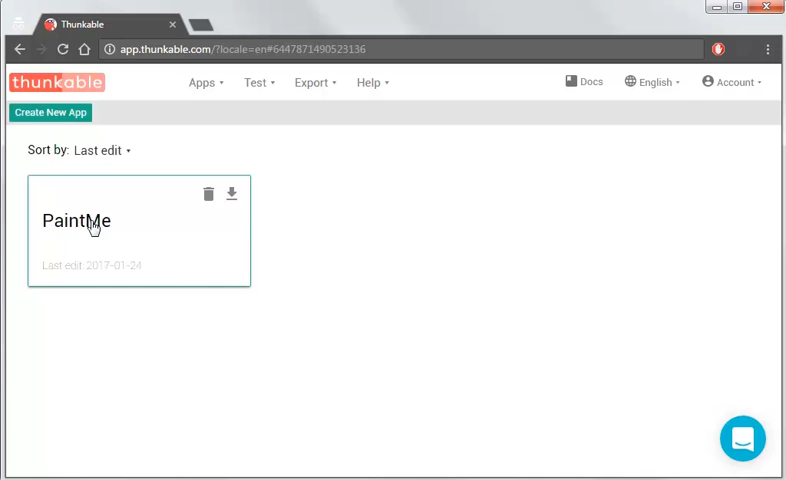 Thunkable
app.thunkable.com/?locale=en#6447871490523136
thunkable Apps Test Export Help Docs English Account
Create New App
Sort by: Last edit
PaintMe
Last edit: 2017-01-24